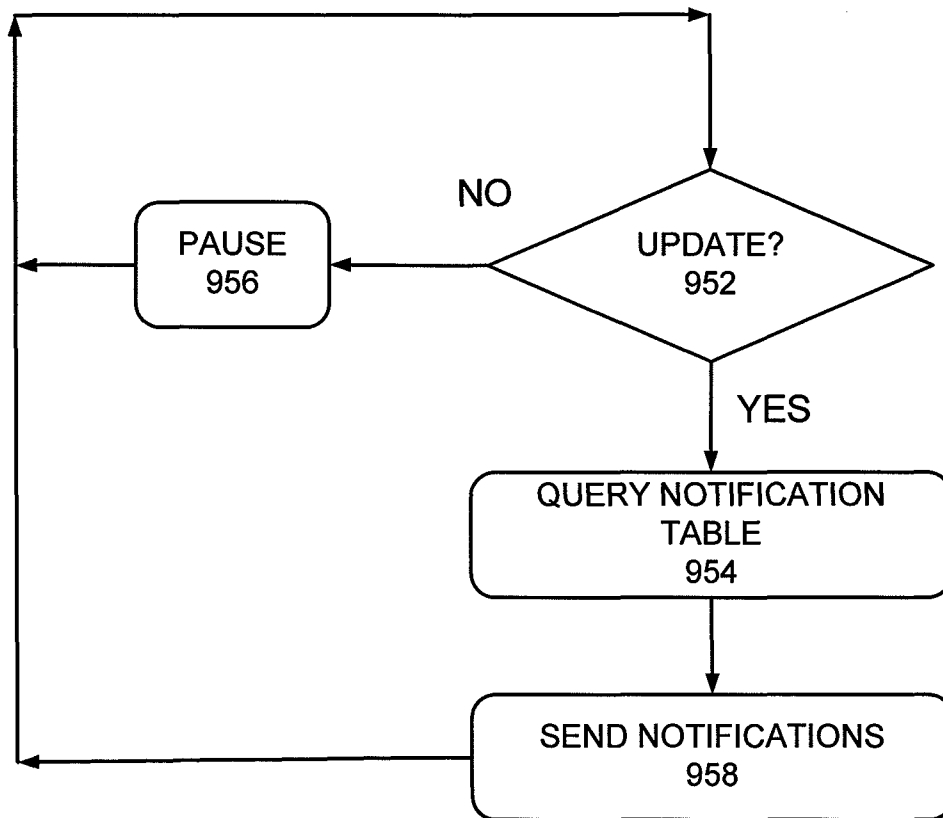 NO
PAUSE
956
UPDATE?
952
YES
QUERY NOTIFICATION
TABLE
954
SEND NOTIFICATIONS
958